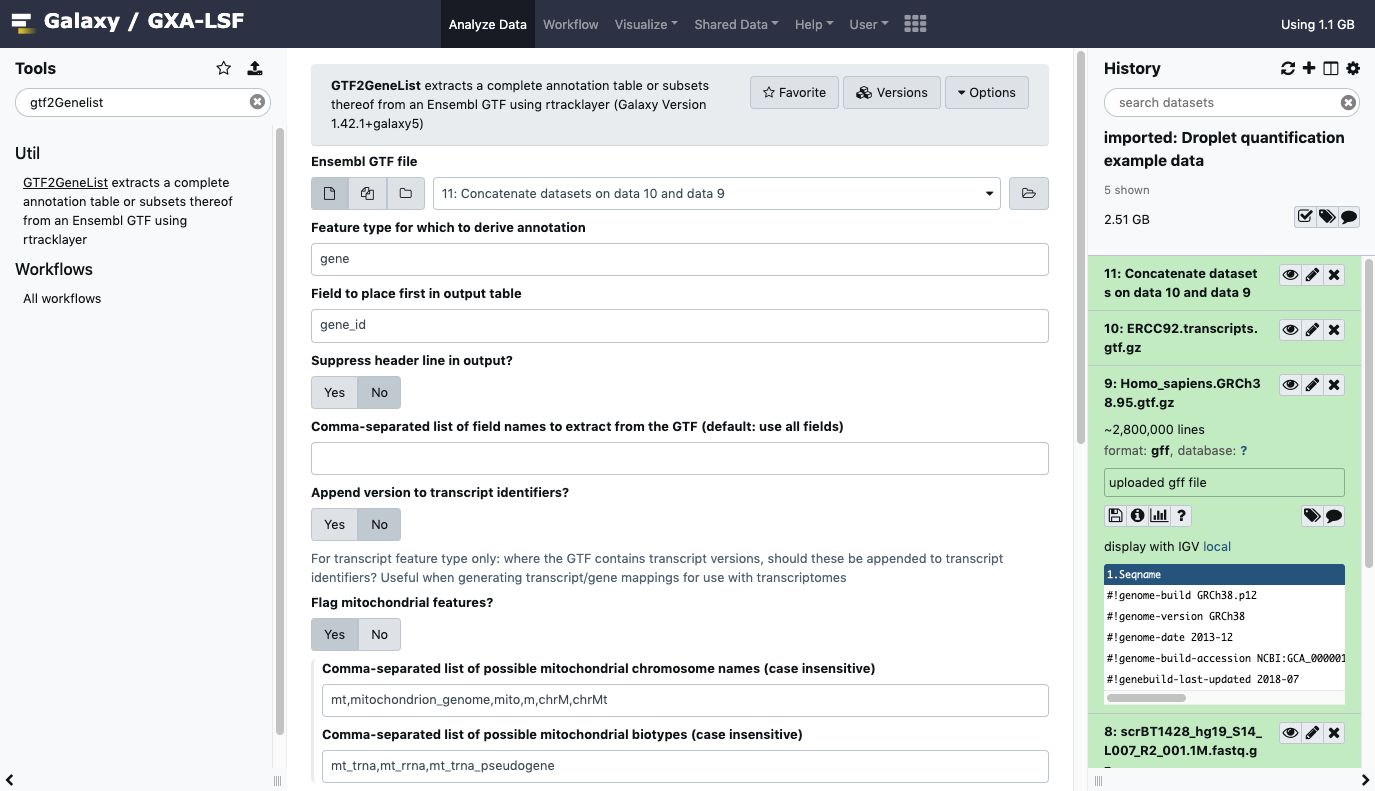 Galaxy / GXA-LSF
Analyze Data
Workflow
Visualize
Shared Data
Help
User
Using 1.1 GB
Tools
gtf2Genelist
Util
GTF2GeneList extracts a complete
annotation table or subsets thereof
from an Ensembl GTF using
rtracklayer
Workflows
All workflows
GTF2GeneList extracts a complete annotation table or subsets
thereof from an Ensembl GTF using rtracklayer (Galaxy Version
1.42.1+galaxy5)
Favorite
Versions
Options
Ensembl GTF file
11: Concatenate datasets on data 10 and data 9
Feature type for which to derive annotation
gene
Field to place first in output table
gene_id
Suppress header line in output?
Yes No
Comma-separated list of field names to extract from the GTF (default: use all fields)
Append version to transcript identifiers?
Yes No
For transcript feature type only: where the GTF contains transcript versions, should these be appended to transcript
identifiers? Useful when generating transcript/gene mappings for use with transcriptomes
Flag mitochondrial features?
Yes No
Comma-separated list of possible mitochondrial chromosome names (case insensitive)
mt,mitochondrion_genome,mito,m,chrM,chrMt
Comma-separated list of possible mitochondrial biotypes (case insensitive)
mt_trna,mt_rrna,mt_trna_pseudogene
History
search datasets
imported: Droplet quantification
example data
5 shown
2.51 GB
11: Concatenate dataset
s on data 10 and data 9
10: ERCC92.transcripts.
gtf.gz
9: Homo_sapiens.GRCh3
8.95.gtf.gz
~2,800,000 lines
format: gff, database: ?
uploaded gff file
display with IGV local
1.Seqname
#!genome-build GRCh38.p12
#!genome-version GRCh38
#!genome-date 2013-12
#!genome-build-accession NCBI:GCA_000001
#!genebuild-last-updated 2018-07
8: scrBT1428_hg19_S14_
L007_R2_001.1M.fastq.g